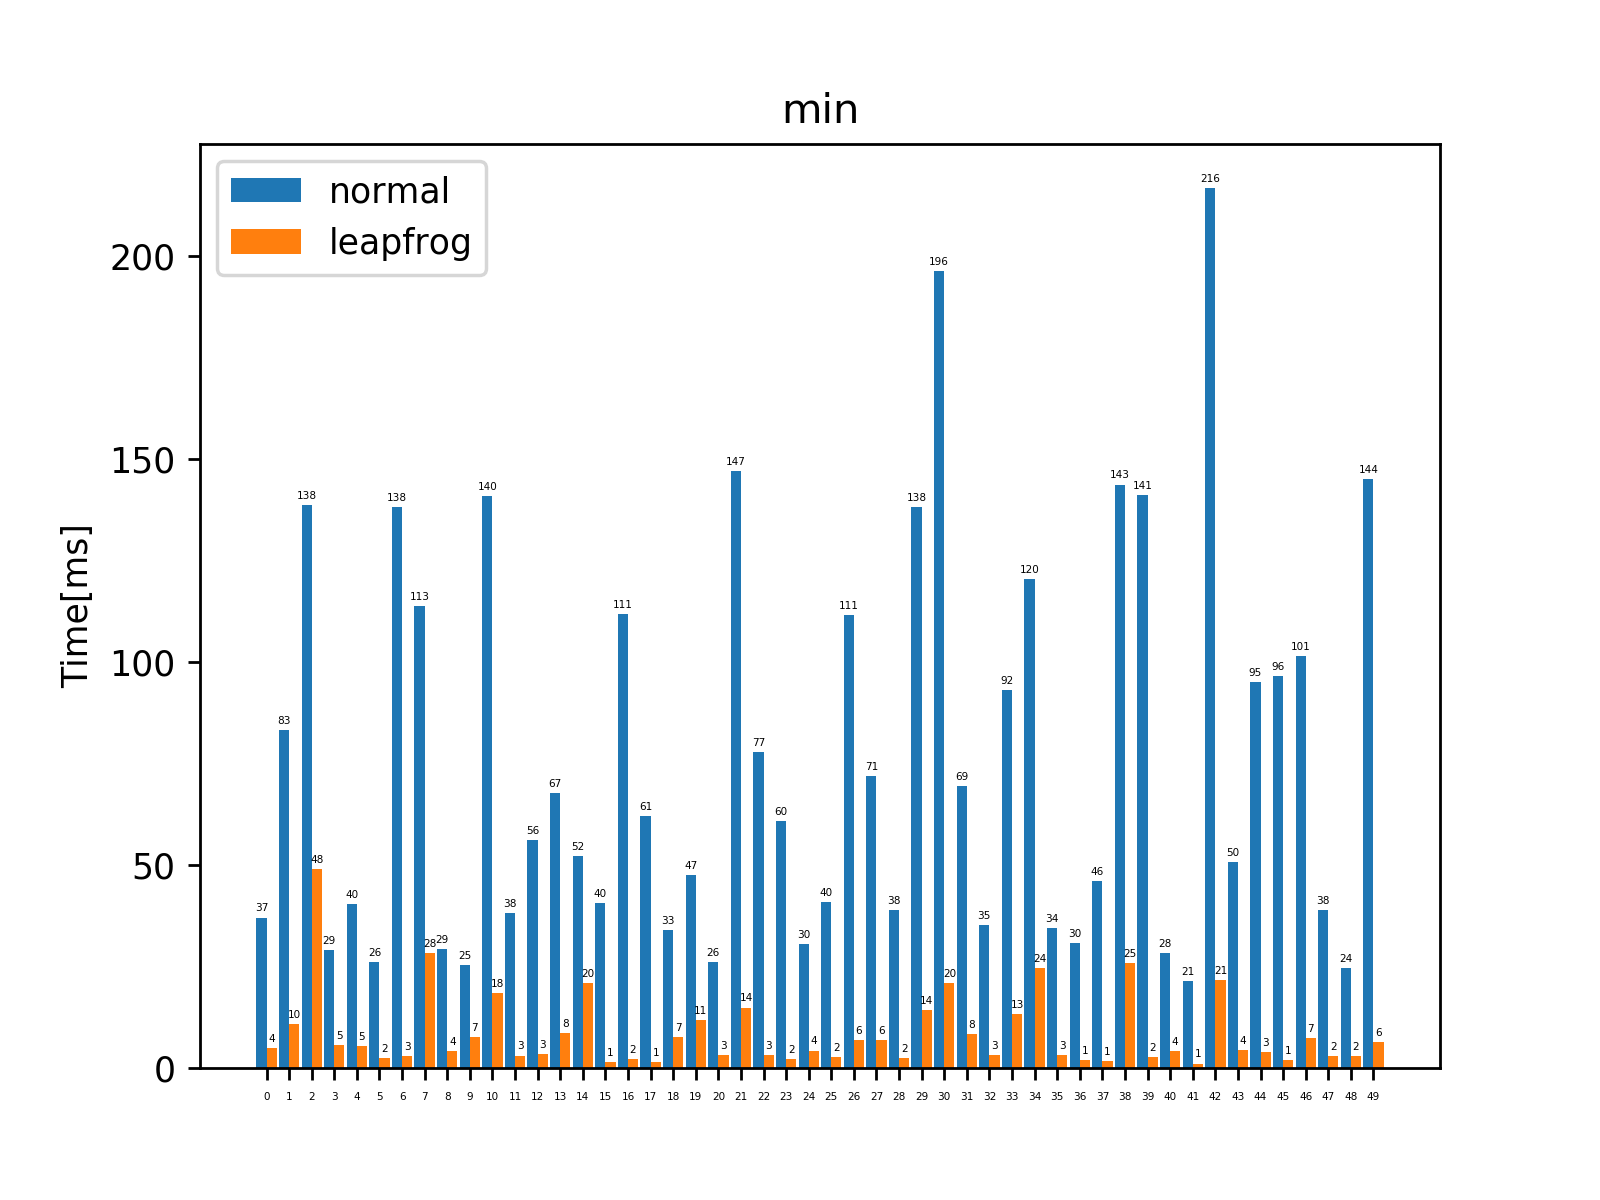 min
normal
leapfrog
Time[ms]
200
150
100
50
0
37 83 138 29 40 26 138 113 29 25 140 38 56 67 52 40 111 61 33 47 26 147 77 60 30 40 111 71 38 138 196 69 35 92 120 34 30 46 143 141 28 21 216 50 95 96 101 38 24 144
4 10 48 5 5 2 3 28 4 7 18 3 3 8 20 1 2 1 7 11 3 14 3 2 4 2 6 6 2 14 20 8 3 13 24 3 1 1 25 2 4 1 21 4 3 1 7 2 2 6
0 1 2 3 4 5 6 7 8 9 10 11 12 13 14 15 16 17 18 19 20 21 22 23 24 25 26 27 28 29 30 31 32 33 34 35 36 37 38 39 40 41 42 43 44 45 46 47 48 49